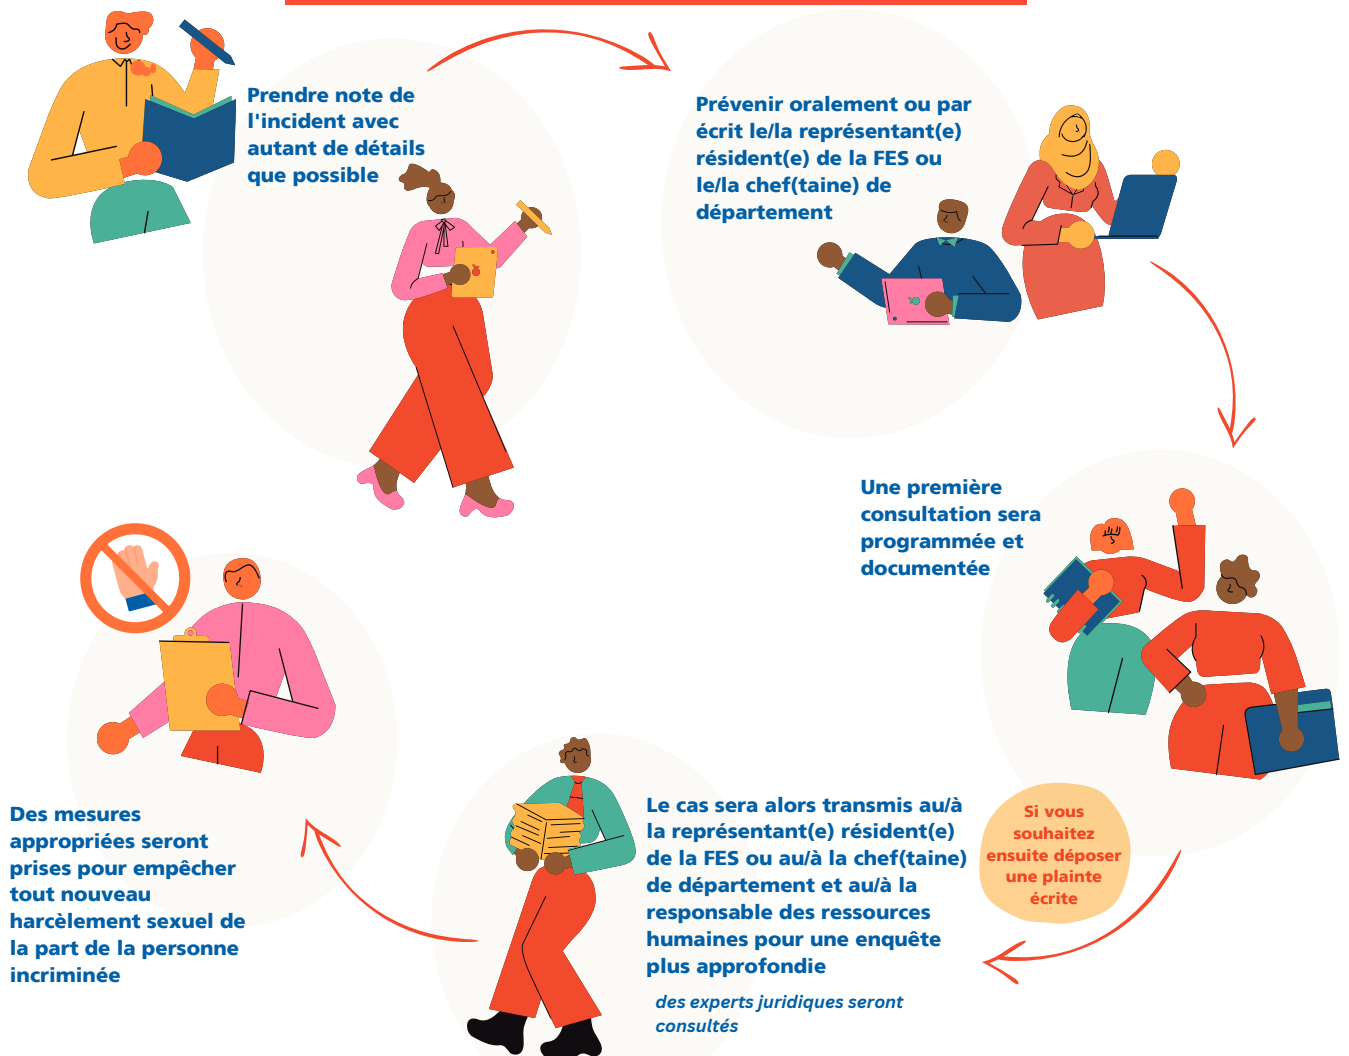 Prendre note de
l'incident avec
autant de détails
que possible
Prévenir oralement ou par
écrit le/la représentant(e)
résident(e) de la FES ou
le/la chef(taine) de
département
Une première
consultation sera
programmée et
documentée
Si vous
souhaitez
ensuite déposer
une plainte
écrite
Le cas sera alors transmis au/à
la représentant(e) résident(e)
de la FES ou au/à la chef(taine)
de département et au/à la
responsable des ressources
humaines pour une enquête
plus approfondie
des experts juridiques seront
consultés
Des mesures
appropriées seront
prises pour empêcher
tout nouveau
harcèlement sexuel de
la part de la personne
incriminée